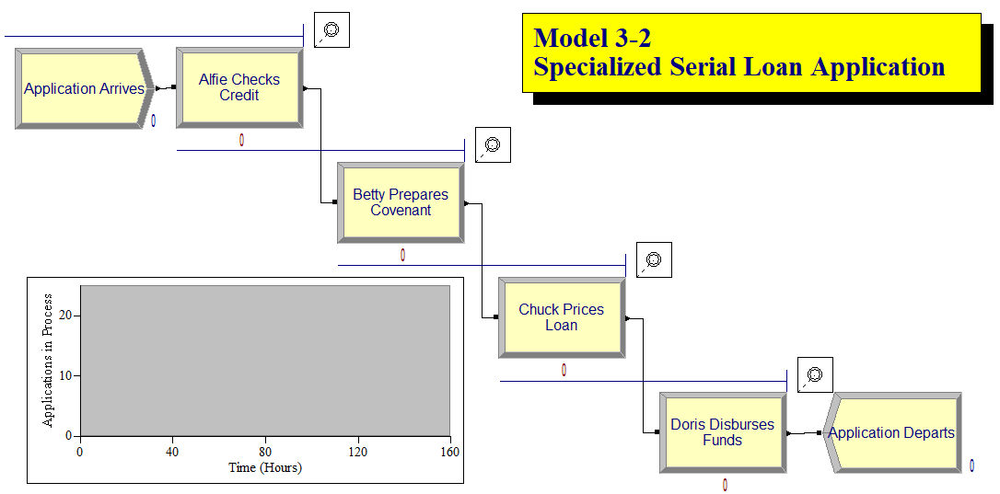 Model 3-2
Specialized Serial Loan Application
Application Arrives
0
Alfie Checks
Credit
0
Betty Prepares
Covenant
0
Chuck Prices
Loan
0
Doris Disburses
Funds
0
Application Departs
0
Applications in Process
20
10
0
0 40 80 120 160
Time (Hours)